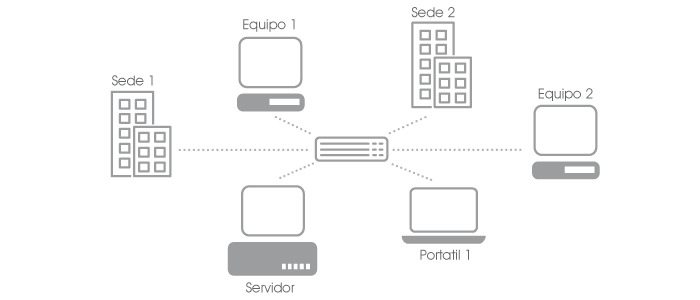 Sede 2
Equipo 1
Sede 1
Equipo 2
Portatil 1
Servidor